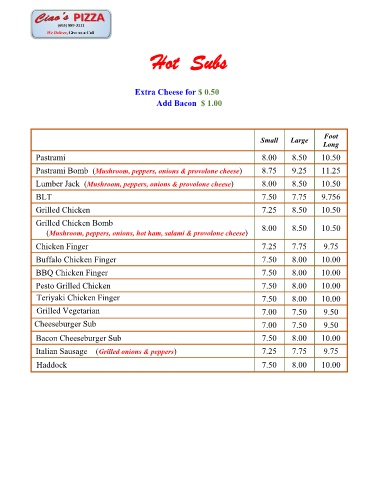 Ciao's PIZZA
We Deliver, Give us a Call
Hot Subs
Extra Cheese for $ 0.50
Add Bacon $ 1.00
Small Large Foot Long
Pastrami 8.00 8.50 10.50
Pastrami Bomb (Mushroom, peppers, onions & provolone cheese) 8.75 9.25 11.25
Lumber Jack (Mushroom, peppers, onions & provolone cheese) 8.00 8.50 10.50
BLT 7.50 7.75 9.756
Grilled Chicken 7.25 8.50 10.50
Grilled Chicken Bomb
(Mushroom, peppers, onions, hot ham, salami & provolone cheese) 8.00 8.50 10.50
Chicken Finger 7.25 7.75 9.75
Buffalo Chicken Finger 7.50 8.00 10.00
BBQ Chicken Finger 7.50 8.00 10.00
Pesto Grilled Chicken 7.50 8.00 10.00
Teriyaki Chicken Finger 7.50 8.00 10.00
Grilled Vegetarian 7.00 7.50 9.50
Cheeseburger Sub 7.00 7.50 9.50
Bacon Cheeseburger Sub 7.50 8.00 10.00
Italian Sausage (Grilled onions & peppers) 7.25 7.75 9.75
Haddock 7.50 8.00 10.00